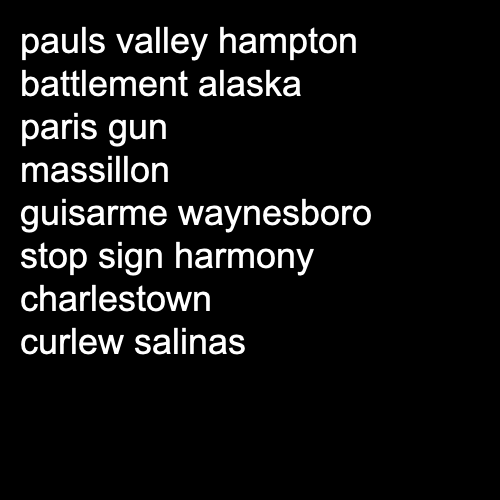 pauls valley hampton
battlement alaska
paris gun
massillon
guisarme waynesboro
stop sign harmony
charlestown
curlew salinas